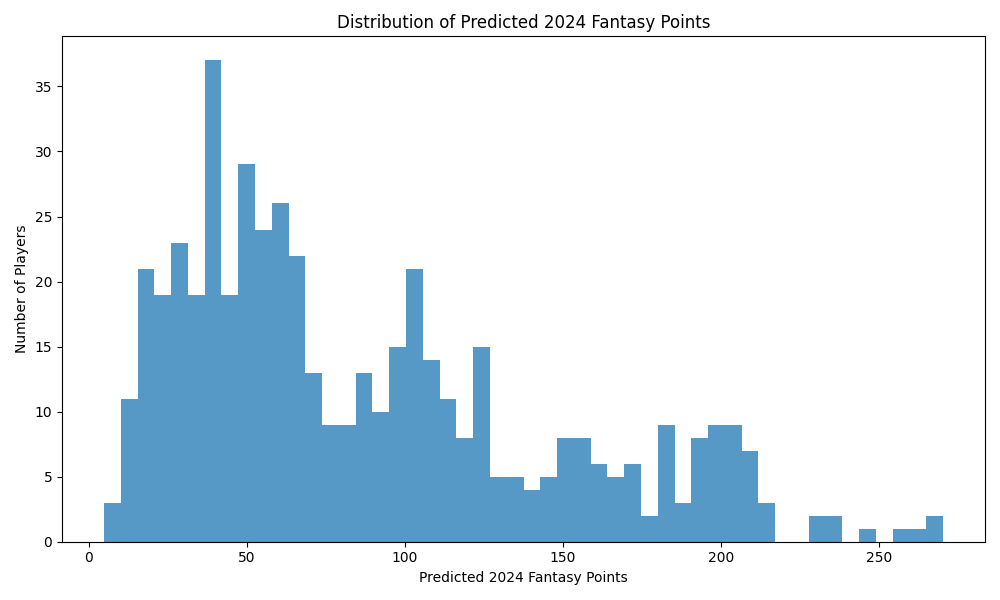 Distribution of Predicted 2024 Fantasy Points
35
30
25
20
15
10
5
0
Number of Players
0 50 100 150 200 250
Predicted 2024 Fantasy Points